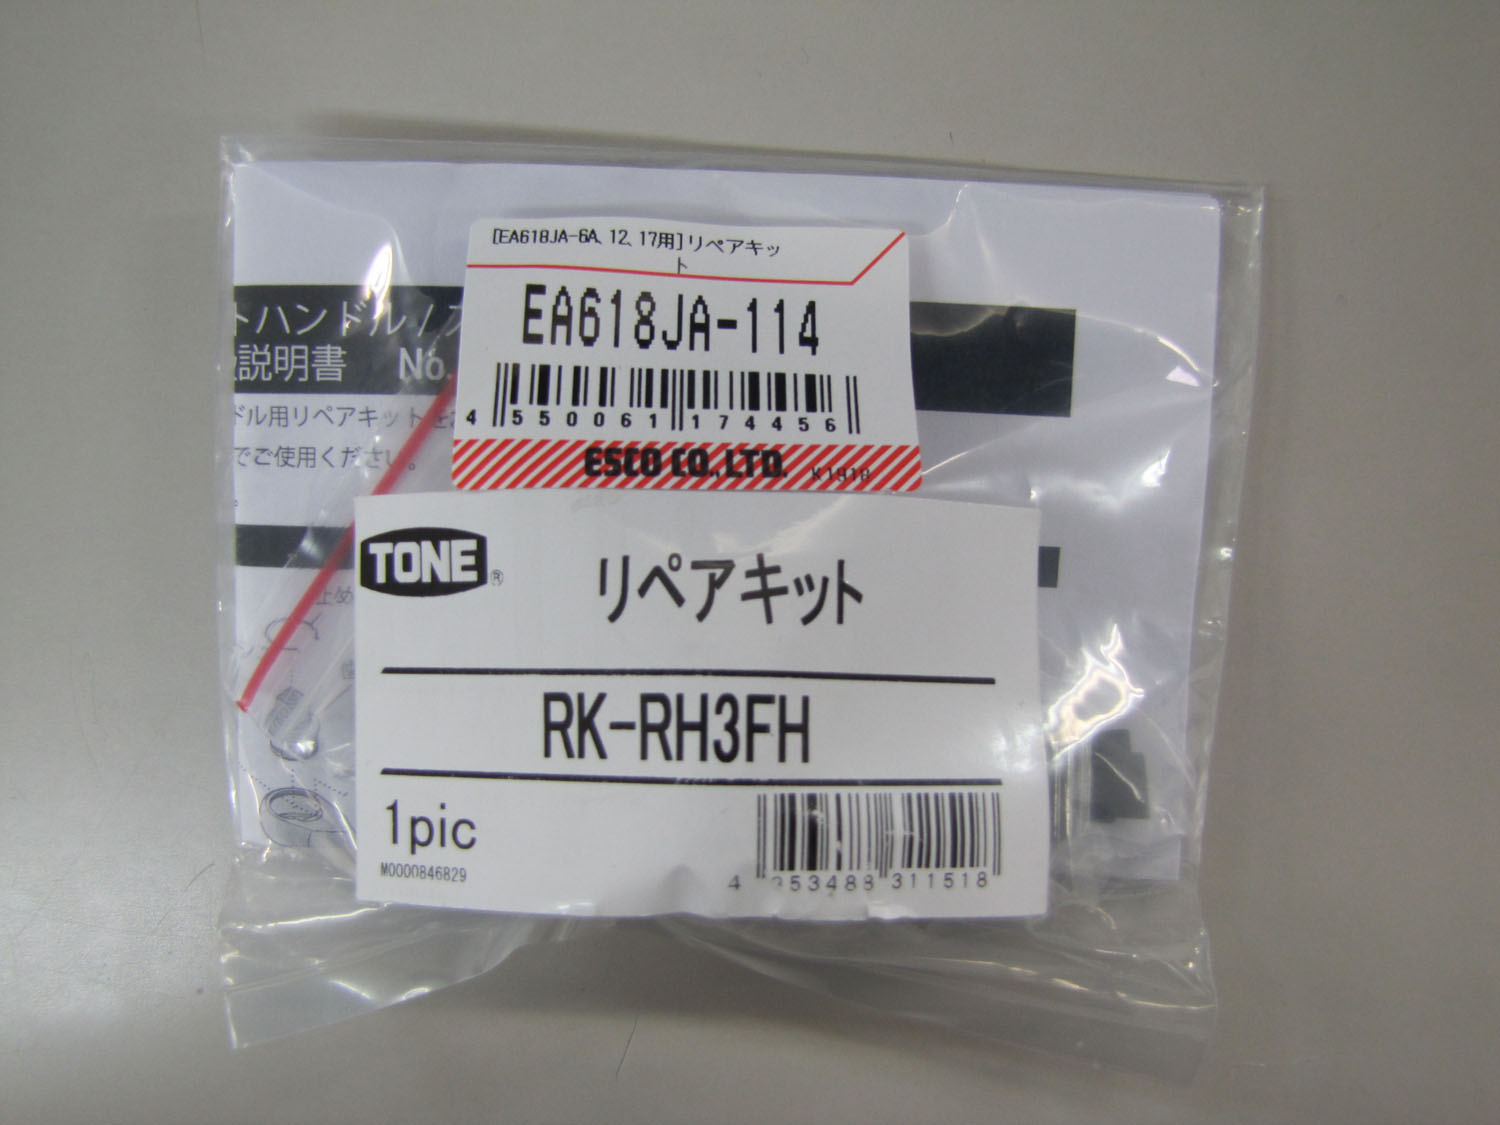 [EA618JA-6A、12、17用]リペアキッ
ト
EA618JA-114
4 550061 174456
ESCO CO.,LTD.
トハンドル/
説明書 No.
ドル用リペアキットを
でご使用ください。
TONE®
リペアキット
止め
RK-RH3FH
1pic
M0000846829
4 953488 311518